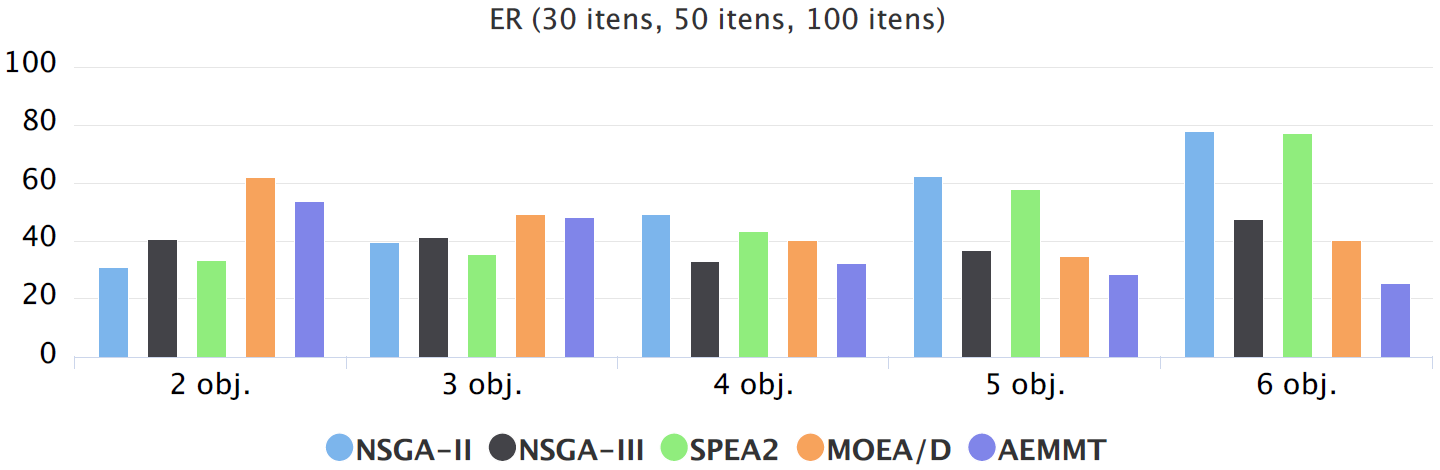 ER (30 itens, 50 itens, 100 itens)
100
80
60
40
20
0
2 obj. 3 obj. 4 obj. 5 obj. 6 obj.
NSGA-II NSGA-III SPEA2 MOEA/D AEMMT